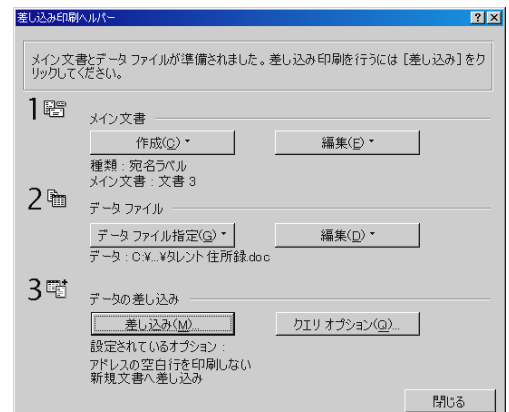 差し込み印刷ヘルパー
メイン文書とデータ ファイルが準備されました。差し込み印刷を行うには [差し込み] をク
リックしてください。
1
メイン文書
作成(C)
編集(E)
種類 : 宛名ラベル
メイン文書 : 文書 3
2
データ ファイル
データ ファイル指定(G)
編集(D)
データ : C:¥...¥タレント 住所録.doc
3
データの差し込み
差し込み(M)...
クエリ オプション(Q)...
設定されているオプション :
アドレスの空白行を印刷しない
新規文書へ差し込み
閉じる